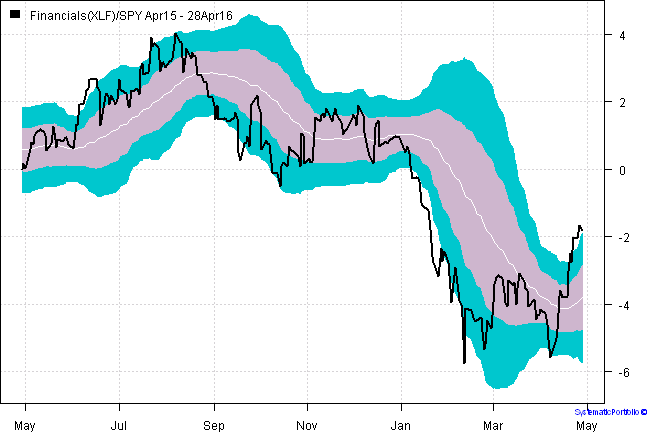 Financials(XLF)/SPY Apr15 - 28Apr16
4
2
0
-2
-4
-6
May Jul Sep Nov Jan Mar May
SystematicPortfolio ©